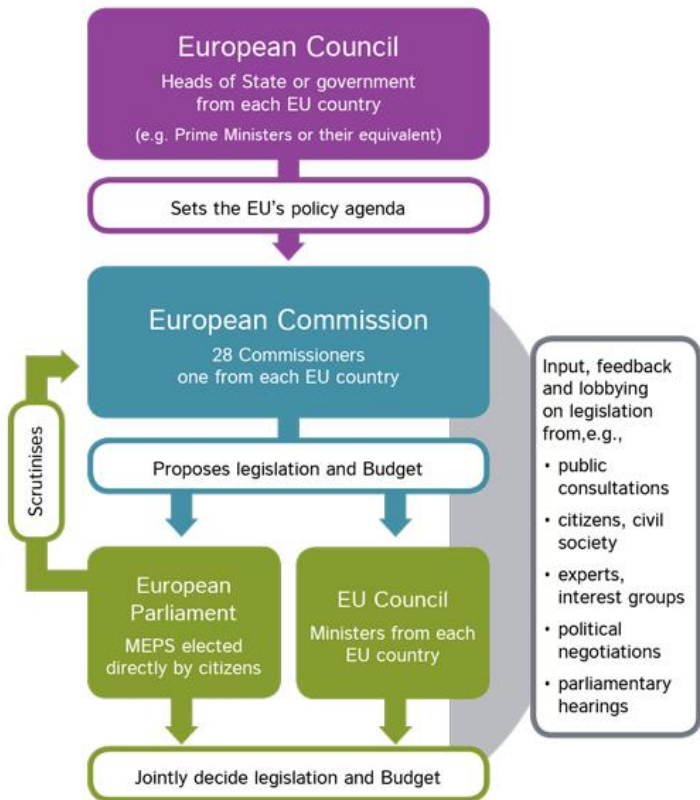 European Council
Heads of State or government
from each EU country
(e.g. Prime Ministers or their equivalent)
Sets the EU's policy agenda
European Commission
28 Commissioners
one from each EU country
Proposes legislation and Budget
Scrutinises
European
Parliament
MEPS elected
directly by citizens
EU Council
Ministers from each
EU country
Jointly decide legislation and Budget
Input, feedback
and lobbying
on legislation
from,e.g.,
• public
consultations
• citizens, civil
society
• experts,
interest groups
• political
negotiations
• parliamentary
hearings